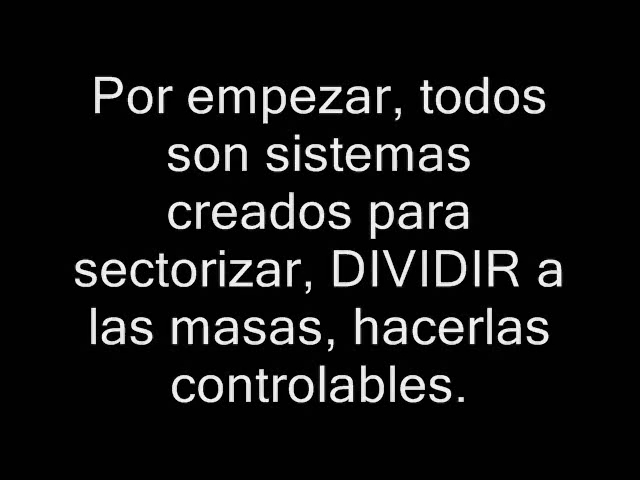 Por empezar, todos
son sistemas
creados para
sectorizar, DIVIDIR a
las masas, hacerlas
controlables.